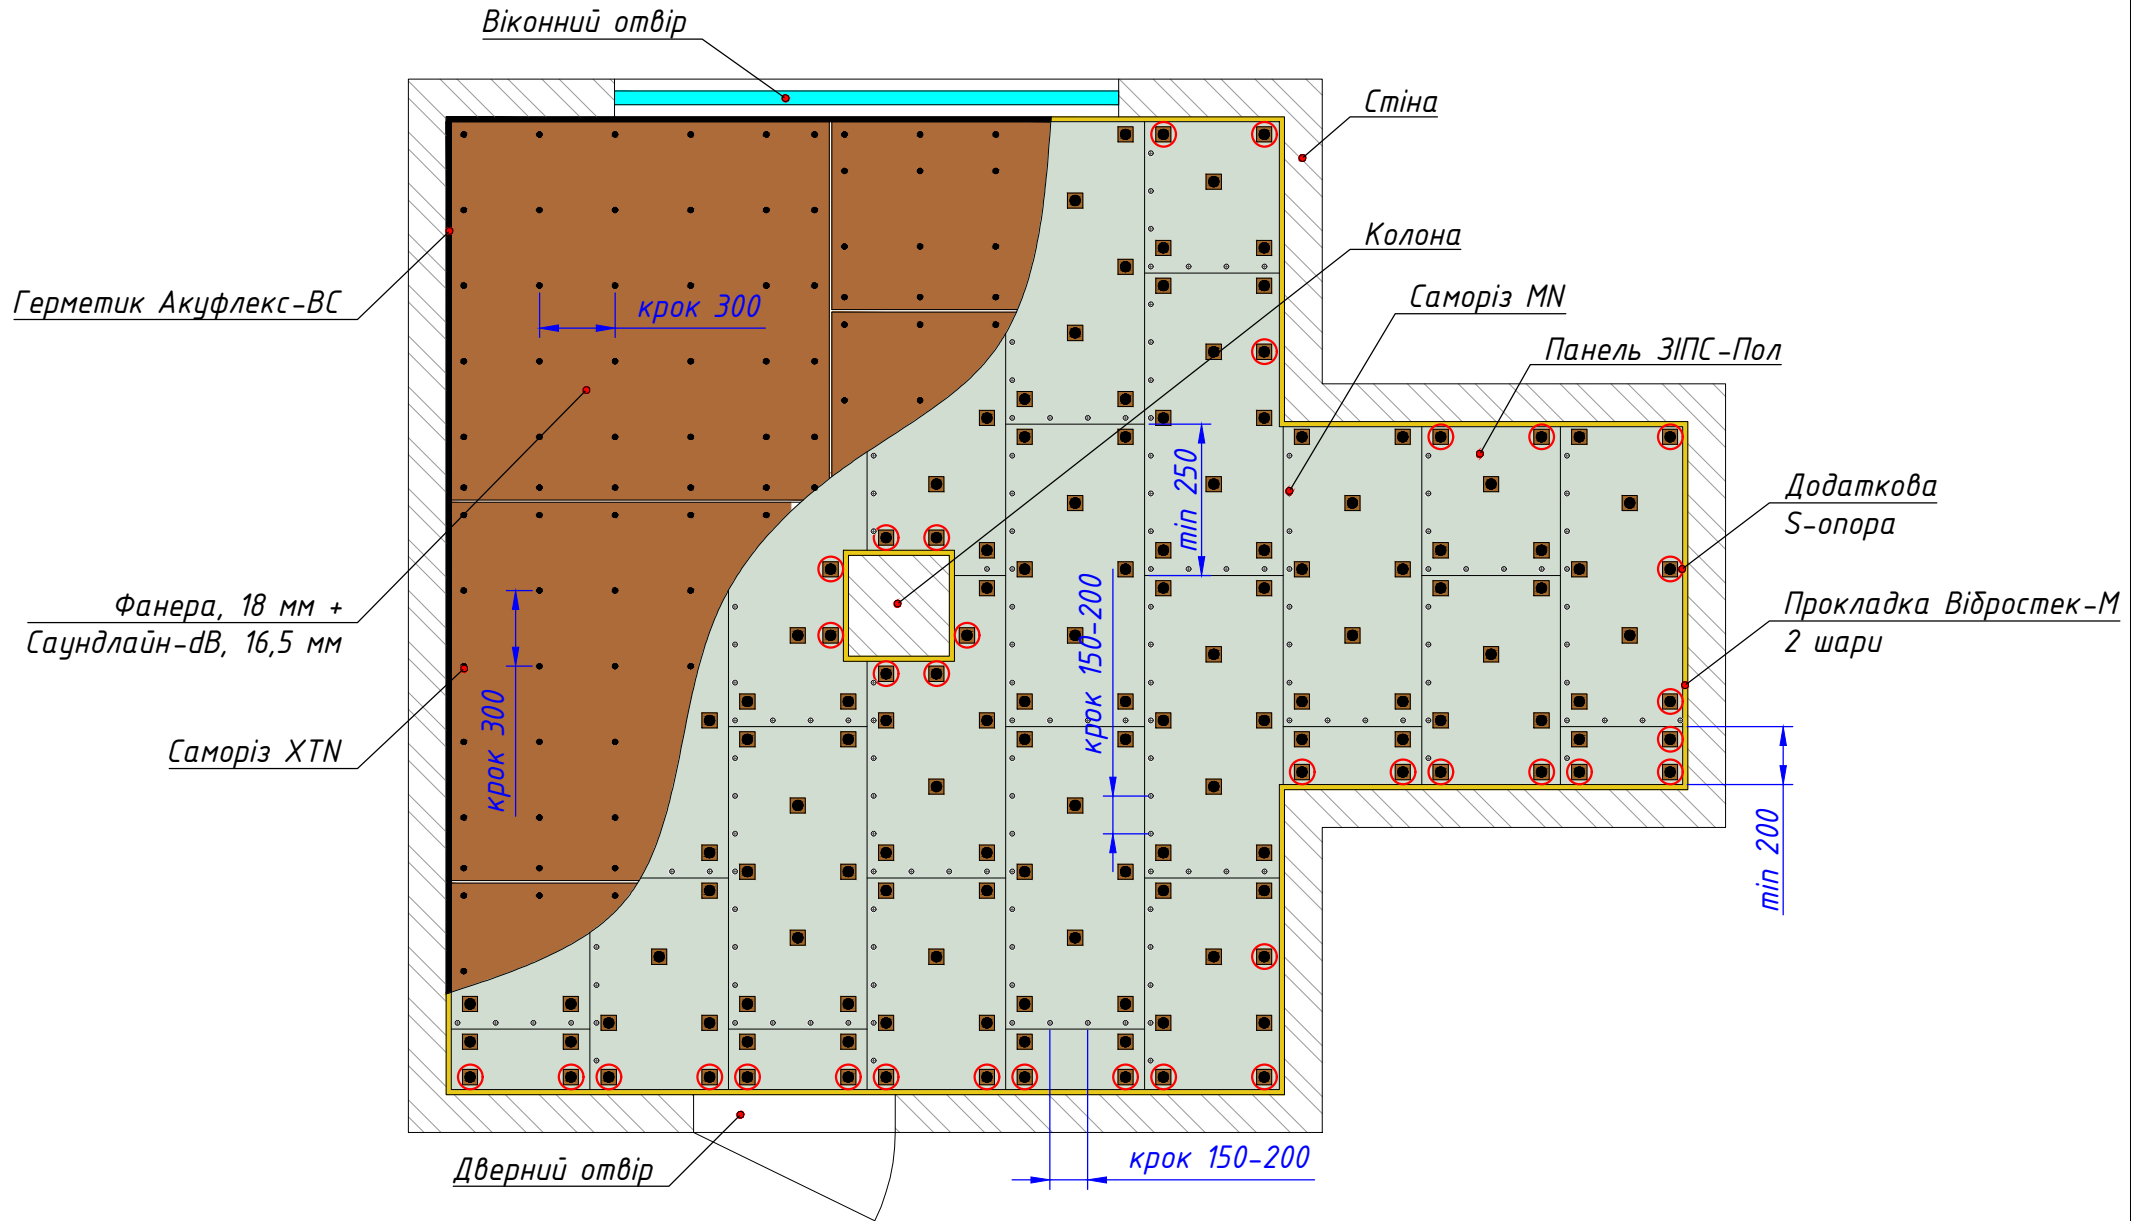 Віконний отвір
Стіна
Колона
Саморіз MN
Герметик Акуфлекс-ВС
крок 300
Панель ЗІПС-Пол
min 250
Додаткова
S-опора
крок 150-200
Фанера, 18 мм +
Саундлайн-dB, 16,5 мм
Прокладка Вібростек-М
2 шари
крок 300
Саморіз XTN
min 200
Дверний отвір
крок 150-200